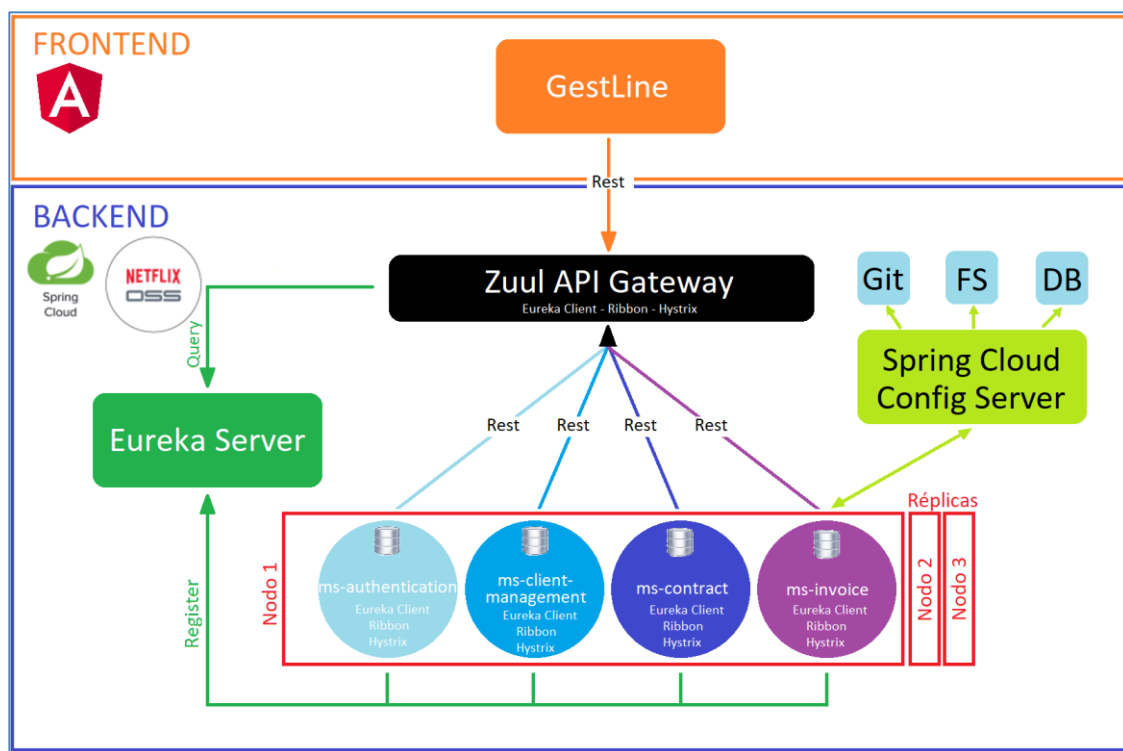 FRONTEND
A
GestLine
Rest
BACKEND
Spring
Cloud
NETFLIX
OSS
Zuul API Gateway
Eureka Client - Ribbon - Hystrix
Git
FS
DB
Spring Cloud
Config Server
Query
Eureka Server
Rest
Rest
Rest
Rest
Réplicas
Register
Nodo 1
ms-authentication
Eureka Client
Ribbon
Hystrix
ms-client-
management
Eureka Client
Ribbon
Hystrix
ms-contract
Eureka Client
Ribbon
Hystrix
ms-invoice
Eureka Client
Ribbon
Hystrix
Nodo 2
Nodo 3